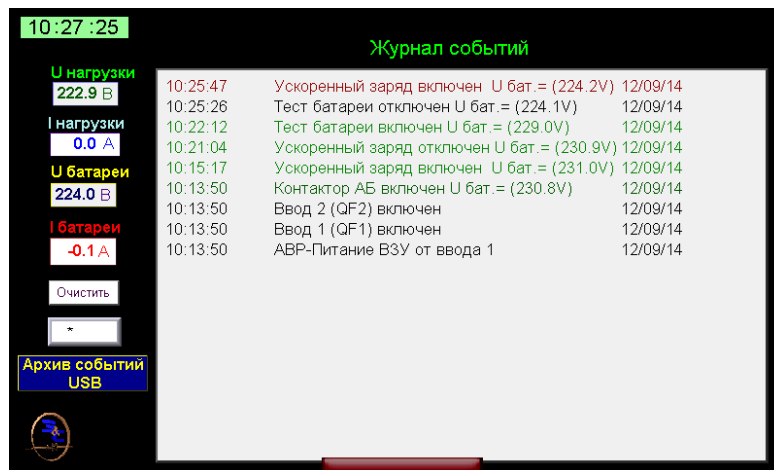 10:27:25
Журнал событий
U нагрузки
222.9 В
I нагрузки
0.0 А
U батареи
224.0 В
I батареи
-0.1 А
Очистить
*
Архив событий
USB
10:25:47 Ускоренный заряд включен U бат.= (224.2V) 12/09/14
10:25:26 Тест батареи отключен U бат.= (224.1V) 12/09/14
10:22:12 Тест батареи включен U бат.= (229.0V) 12/09/14
10:21:04 Ускоренный заряд отключен U бат.= (230.9V) 12/09/14
10:15:17 Ускоренный заряд включен U бат.= (231.0V) 12/09/14
10:13:50 Контактор АБ включен U бат.= (230.8V) 12/09/14
10:13:50 Ввод 2 (QF2) включен 12/09/14
10:13:50 Ввод 1 (QF1) включен 12/09/14
10:13:50 АВР-Питание ВЗУ от ввода 1 12/09/14